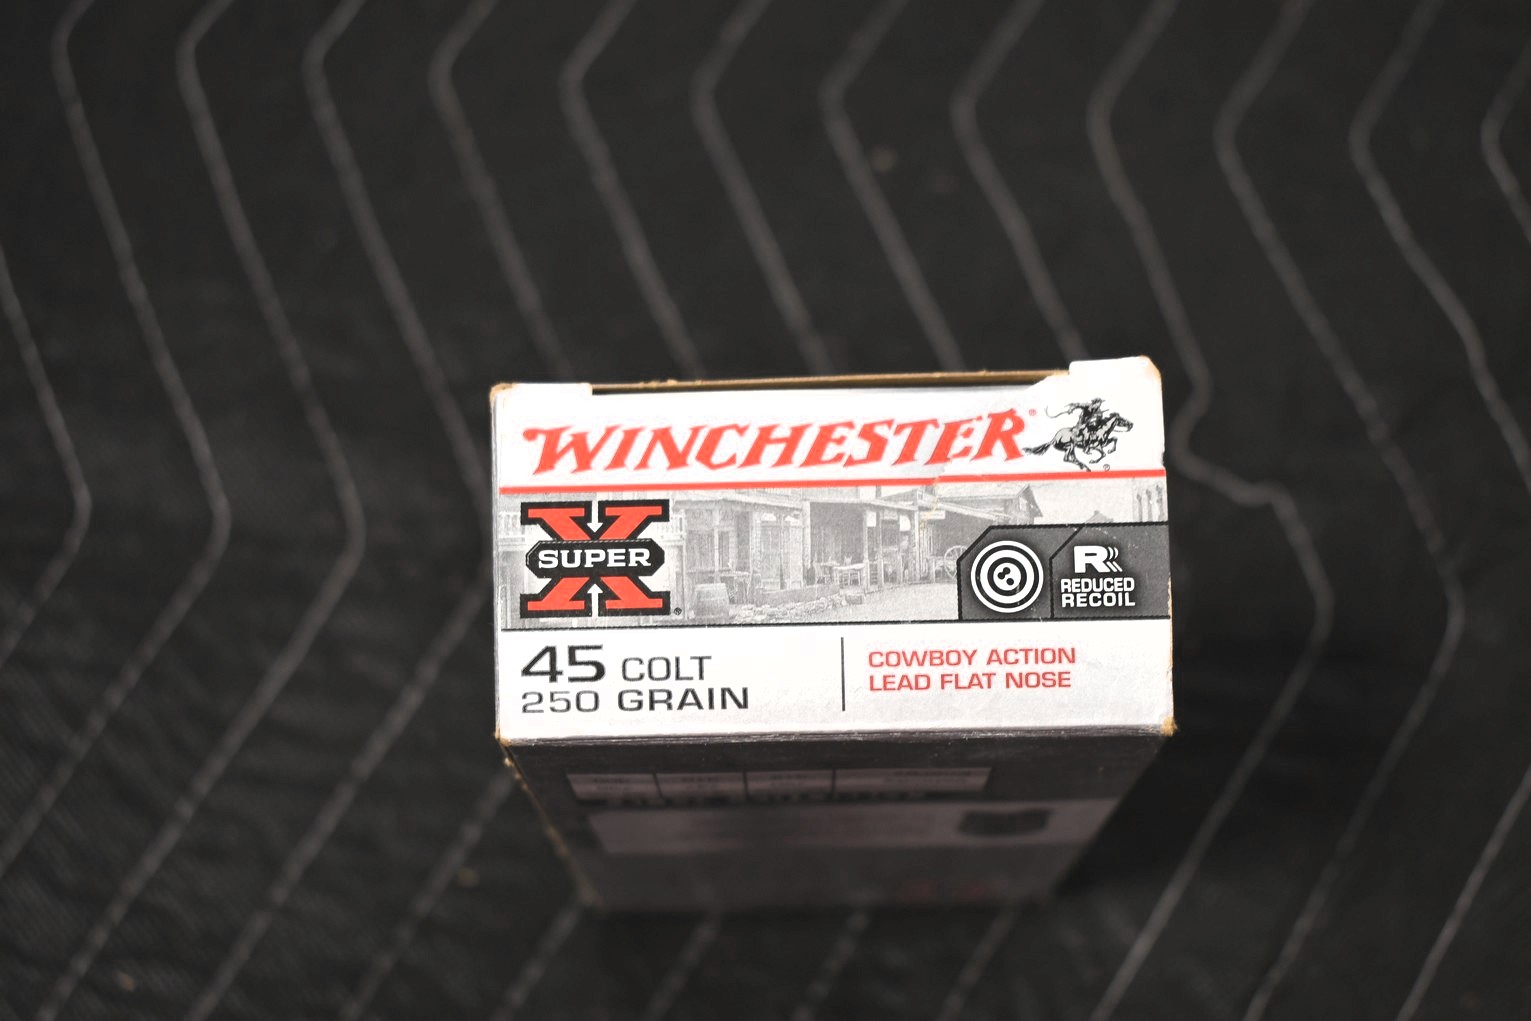 WINCHESTER®
X
SUPER
R
REDUCED
RECOIL
45 COLT
250 GRAIN
COWBOY ACTION
LEAD FLAT NOSE